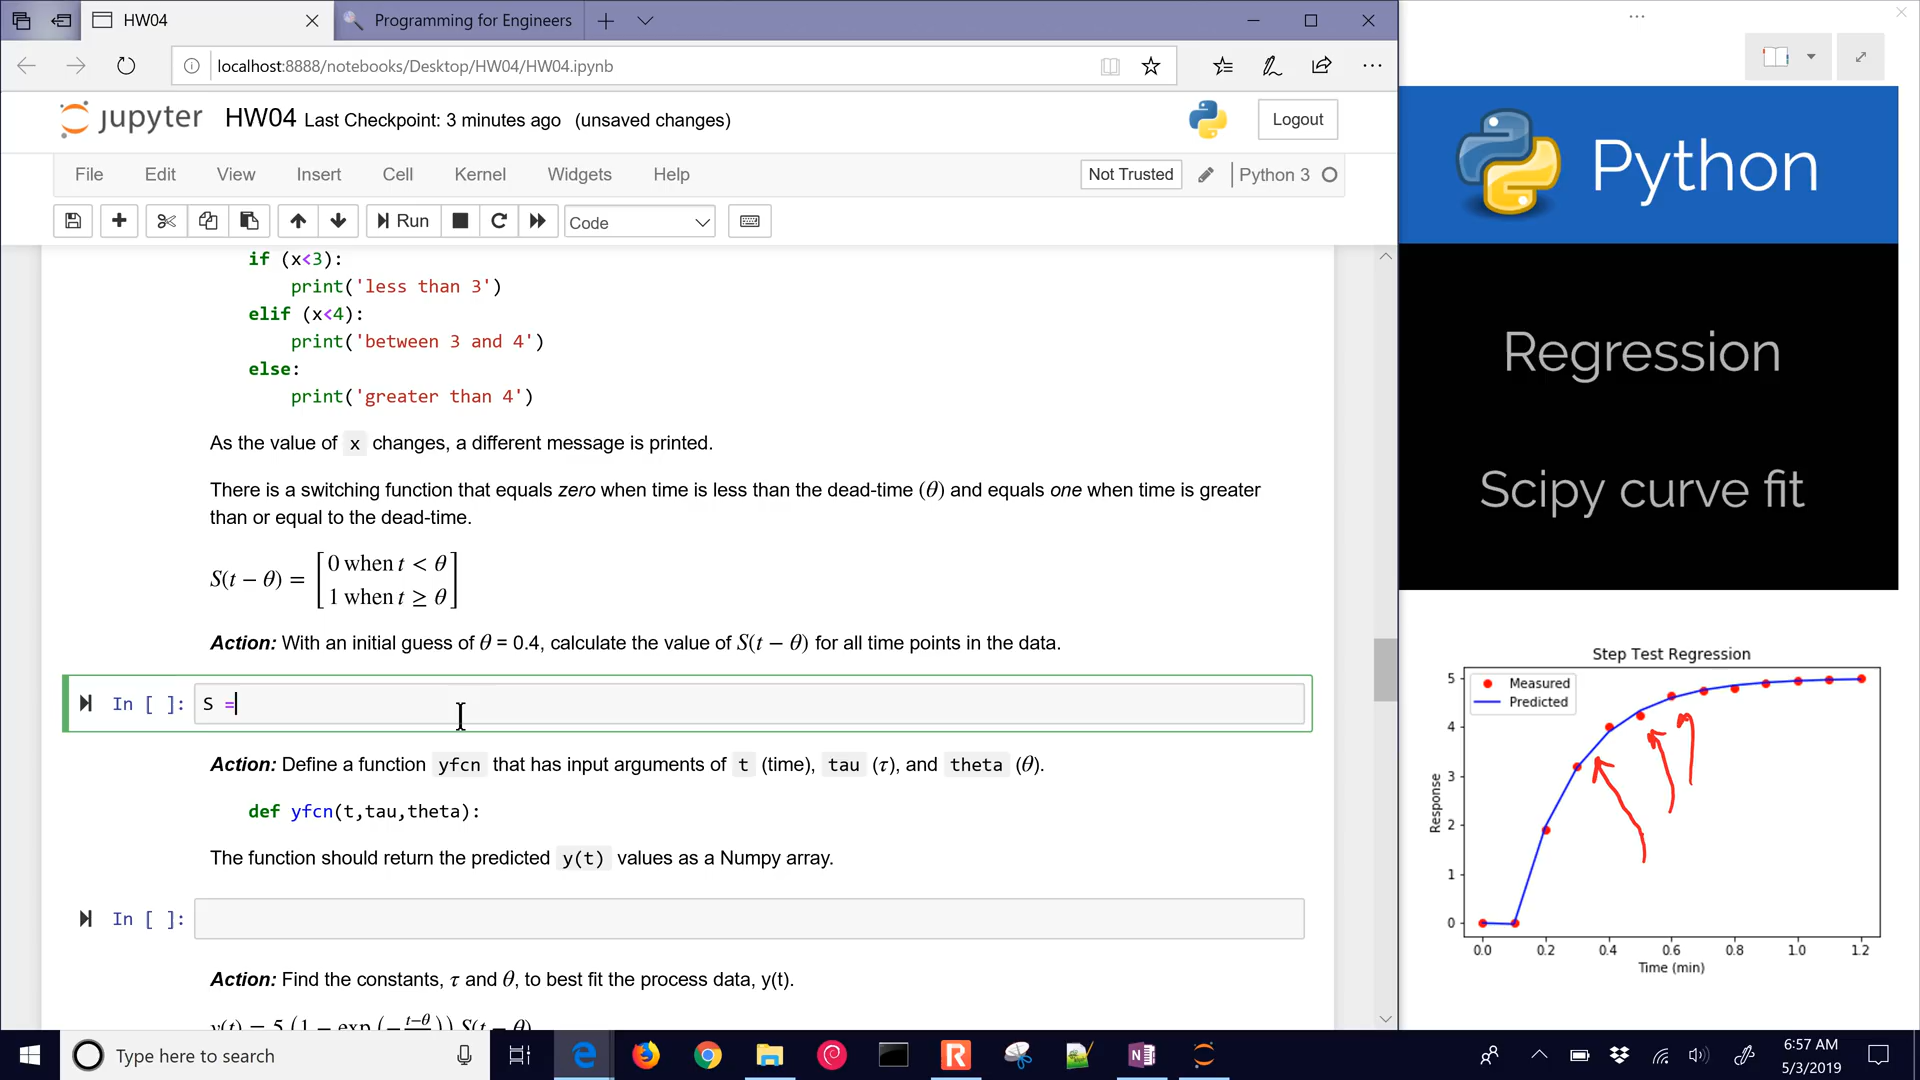 HW04
Programming for Engineers
localhost:8888/notebooks/Desktop/HW04/HW04.ipynb
jupyter HW04 Last Checkpoint: 3 minutes ago (unsaved changes)
Logout
File Edit View Insert Cell Kernel Widgets Help
Not Trusted
Python 3
Run
Code
if (x<3):
print('less than 3')
elif (x<4):
print('between 3 and 4')
else:
print('greater than 4')
As the value of x changes, a different message is printed.
There is a switching function that equals zero when time is less than the dead-time (θ) and equals one when time is greater
than or equal to the dead-time.
S(t − θ) = [0 when t < θ
1 when t ≥ θ]
Action: With an initial guess of θ = 0.4, calculate the value of S(t − θ) for all time points in the data.
In [ ]: S =
Action: Define a function yfcn that has input arguments of t (time), tau (τ), and theta (θ).
def yfcn(t,tau,theta):
The function should return the predicted y(t) values as a Numpy array.
In [ ]:
Action: Find the constants, τ and θ, to best fit the process data, y(t).
y(t) = 5 (1 − exp (− t−θ )) S(t − θ)
Python
Regression
Scipy curve fit
Step Test Regression
Measured
Predicted
5
4
3
2
1
0
Response
0.0 0.2 0.4 0.6 0.8 1.0 1.2
Time (min)
Type here to search
6:57 AM
5/3/2019